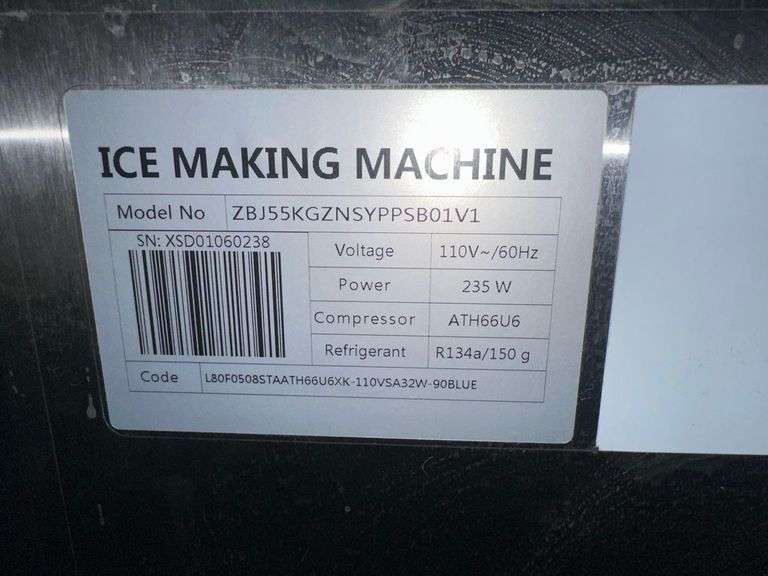 ICE MAKING MACHINE
Model No ZBJ55KGZNSYPPSB01V1
SN: XSD01060238
Voltage 110V~/60Hz
Power 235 W
Compressor ATH66U6
Refrigerant R134a/150 g
Code L80F0508STAATH66U6XK-110VSA32W-90BLUE